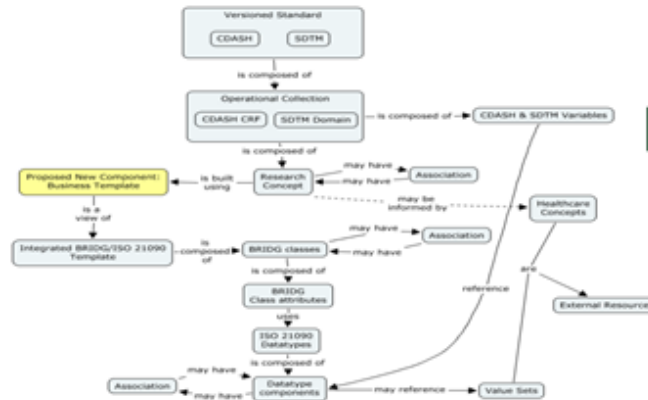 Versioned Standard
CDASH
SDTM
is composed of
Operational Collection
CDASH CRF
SDTM Domain
is composed of
CDASH & SDTM Variables
is composed of
Proposed New Component:
Business Template
is built
using
Research
Concept
may have
may have
Association
is a
view of
may be
informed by
Healthcare
Concepts
Integrated BRIDG/ISO 21090
Template
is
composed
of
BRIDG classes
may have
may have
Association
is composed of
are
BRIDG
Class attributes
reference
External Resource
uses
ISO 21090
Datatypes
is composed of
Association
may have
may have
Datatype
components
may reference
Value Sets